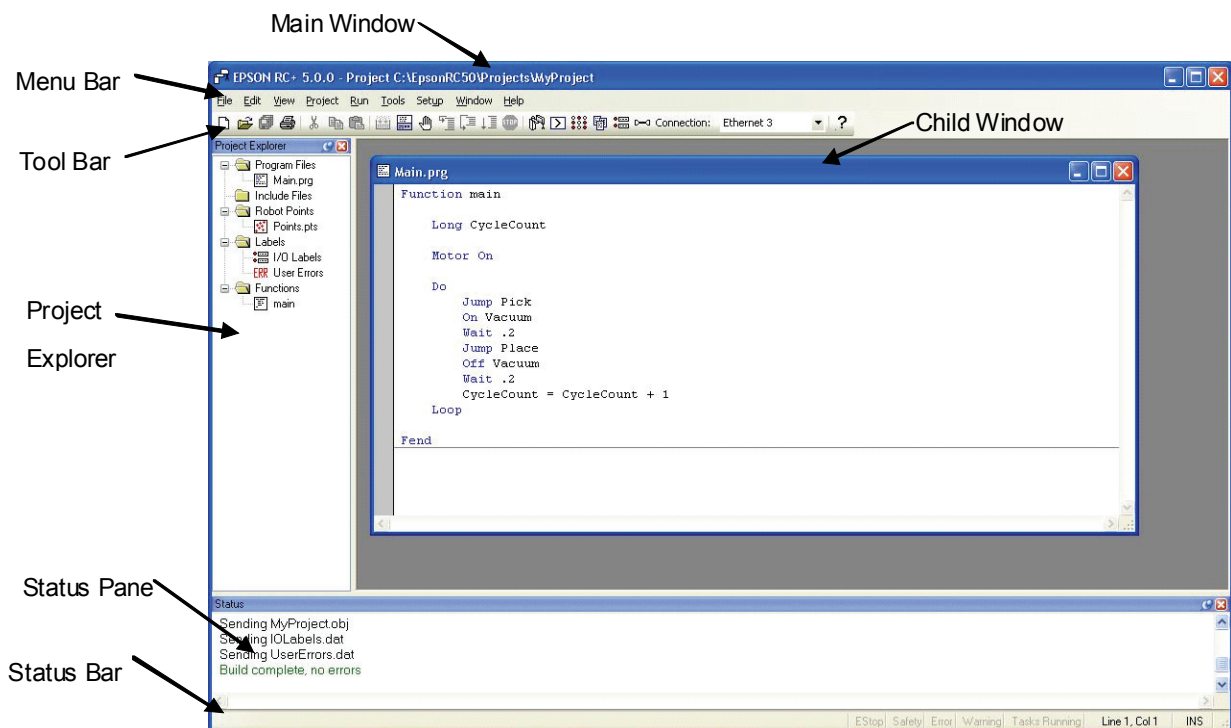 Main Window
Menu Bar
EPSON RC+ 5.0.0 - Project C:\EpsonRC50\Projects\MyProject
File Edit View Project Run Tools Setup Window Help
Connection: Ethernet 3 ?
Tool Bar
Child Window
Project Explorer
Program Files
Main.prg
Include Files
Robot Points
Points.pts
Labels
I/O Labels
ERR User Errors
Functions
main
Main.prg
Function main
Long CycleCount
Motor On
Do
Jump Pick
On Vacuum
Wait .2
Jump Place
Off Vacuum
Wait .2
CycleCount = CycleCount + 1
Loop
Fend
Project
Explorer
Status Pane
Status
Sending MyProject.obj
Sending IOLabels.dat
Sending UserErrors.dat
Build complete, no errors
Status Bar
EStop Safety Error Warning Tasks Running Line 1, Col 1 INS